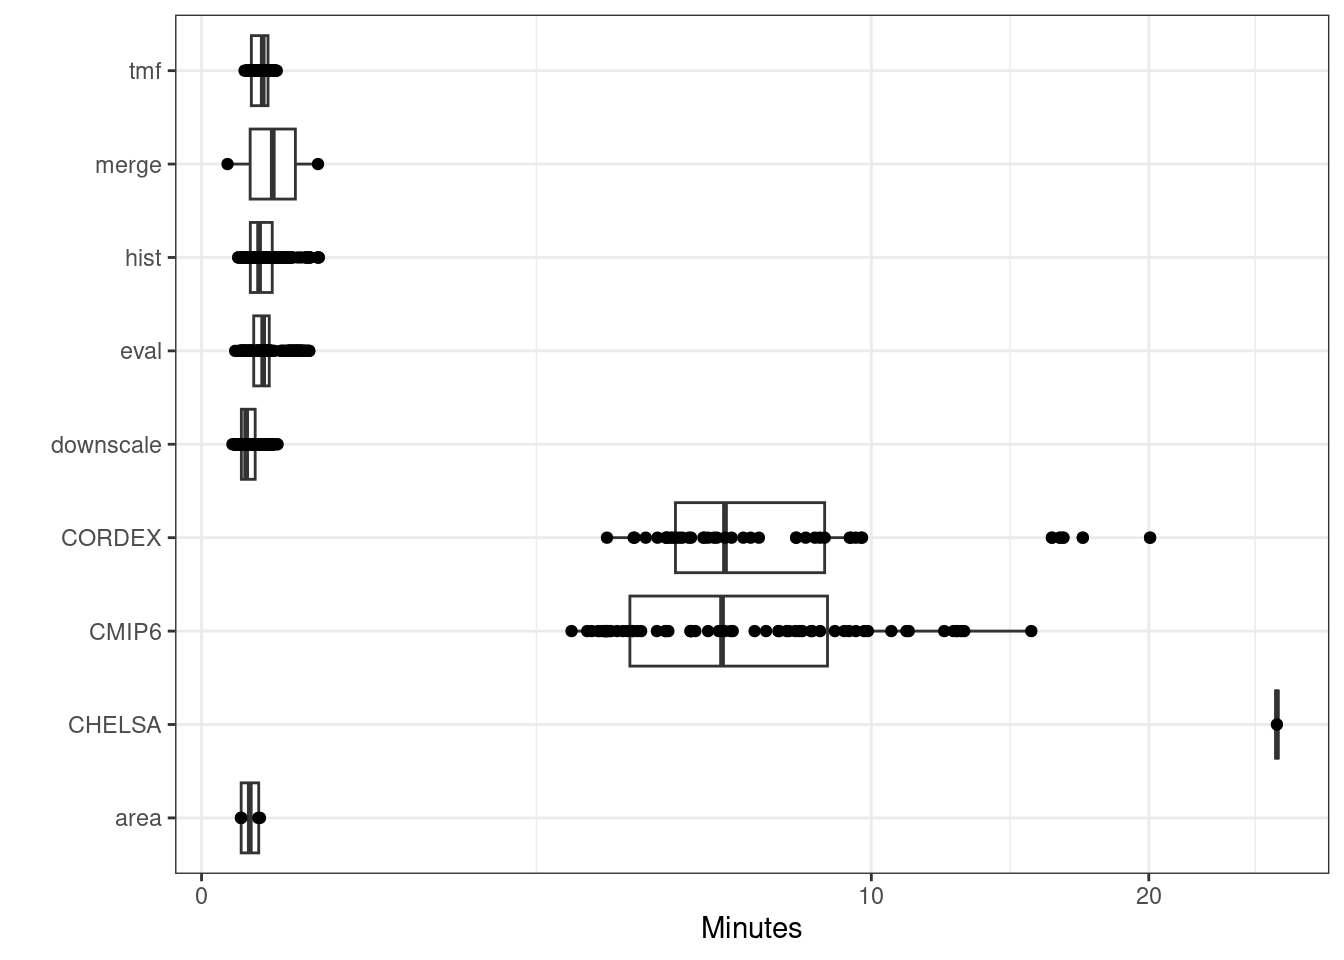 tmf
merge
hist
eval
downscale
CORDEX
CMIP6
CHELSA
area
0 10 20
Minutes